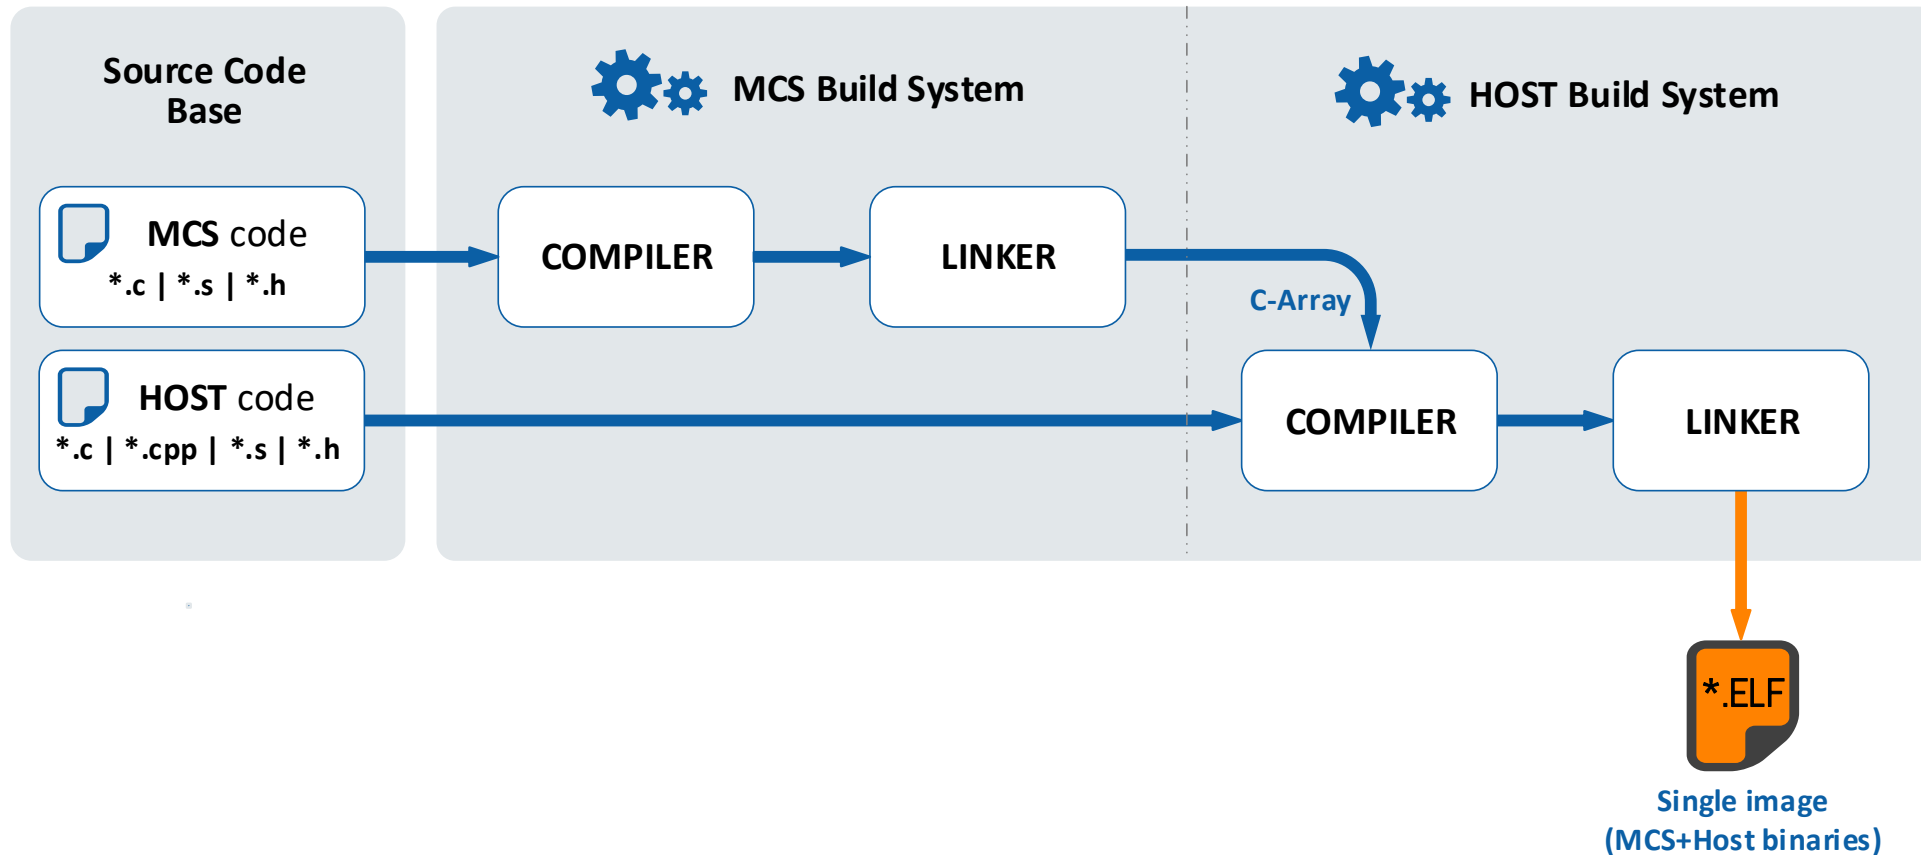 Source Code
Base
MCS Build System
HOST Build System
MCS code
*.c | *.s | *.h
COMPILER
LINKER
C-Array
HOST code
*.c | *.cpp | *.s | *.h
COMPILER
LINKER
*.ELF
Single image
(MCS+Host binaries)